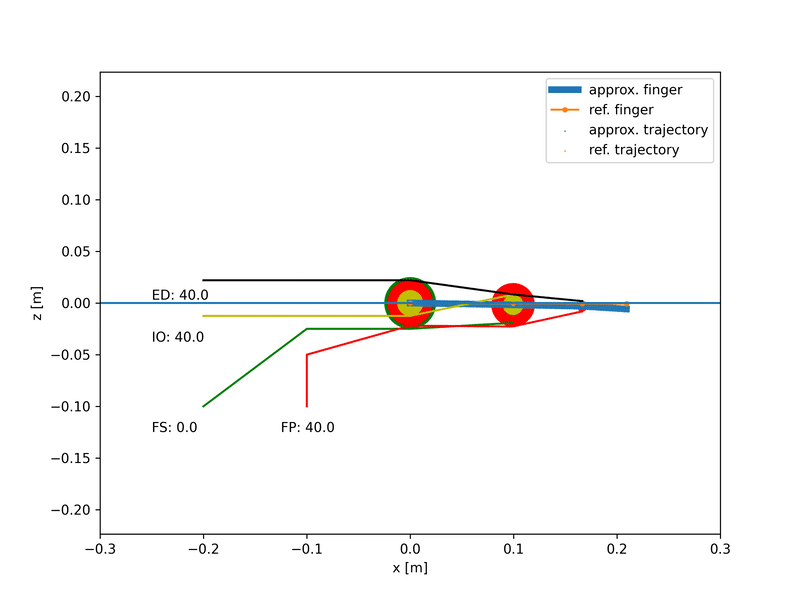 approx. finger
ref. finger
approx. trajectory
ref. trajectory
0.20
0.15
0.10
0.05
0.00
−0.05
−0.10
−0.15
−0.20
z [m]
ED: 40.0
IO: 40.0
FS: 0.0
FP: 40.0
−0.3
−0.2
−0.1
0.0
0.1
0.2
0.3
x [m]